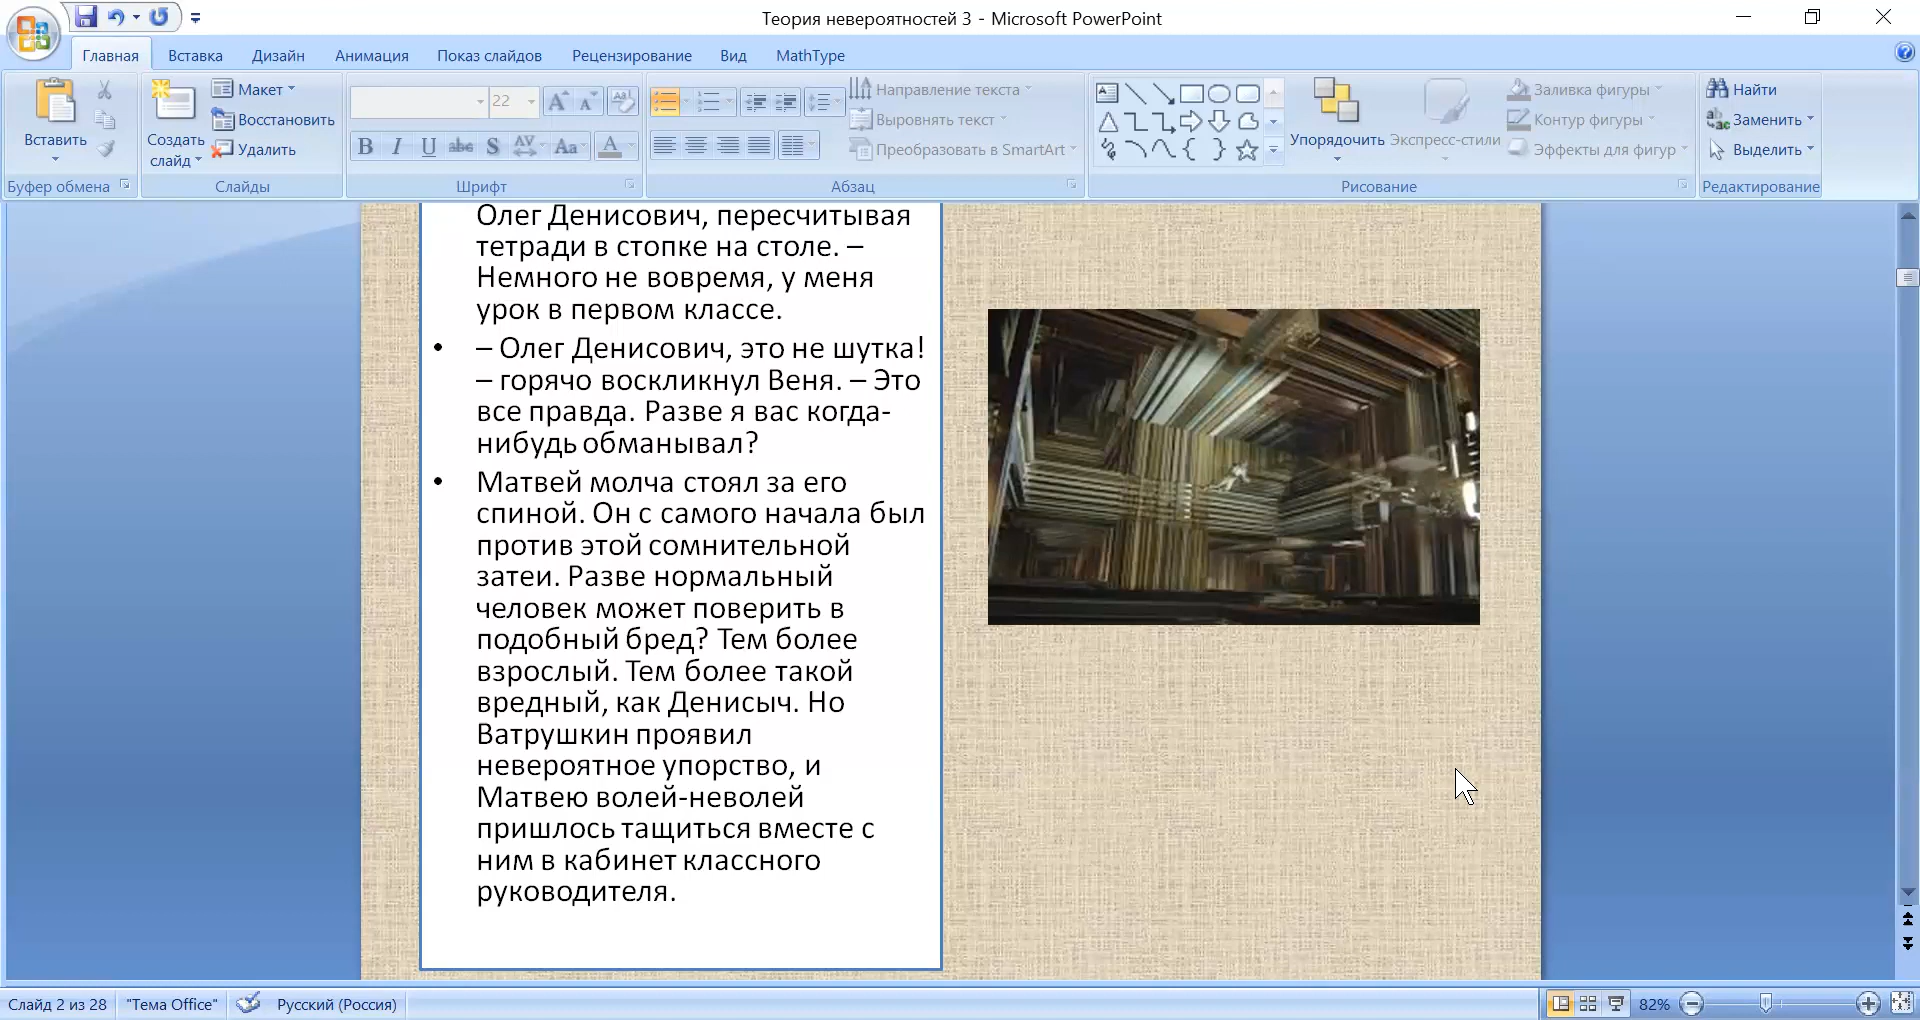 Теория невероятностей 3 - Microsoft PowerPoint
Главная Вставка Дизайн Анимация Показ слайдов Рецензирование Вид MathType
Вставить
Буфер обмена
Создать слайд
Макет
Восстановить
Удалить
Слайды
22
B I U abc S AV Aa A
Шрифт
Направление текста
Выровнять текст
Преобразовать в SmartArt
Абзац
Упорядочить
Экспресс-стили
Заливка фигуры
Контур фигуры
Эффекты для фигур
Рисование
Найти
Заменить
Выделить
Редактирование
Олег Денисович, пересчитывая
тетради в стопке на столе. –
Немного не вовремя, у меня
урок в первом классе.
• – Олег Денисович, это не шутка!
– горячо воскликнул Веня. – Это
все правда. Разве я вас когда-
нибудь обманывал?
• Матвей молча стоял за его
спиной. Он с самого начала был
против этой сомнительной
затеи. Разве нормальный
человек может поверить в
подобный бред? Тем более
взрослый. Тем более такой
вредный, как Денисыч. Но
Ватрушкин проявил
невероятное упорство, и
Матвею волей-неволей
пришлось тащиться вместе с
ним в кабинет классного
руководителя.
Слайд 2 из 28 "Тема Office" Русский (Россия) 82%